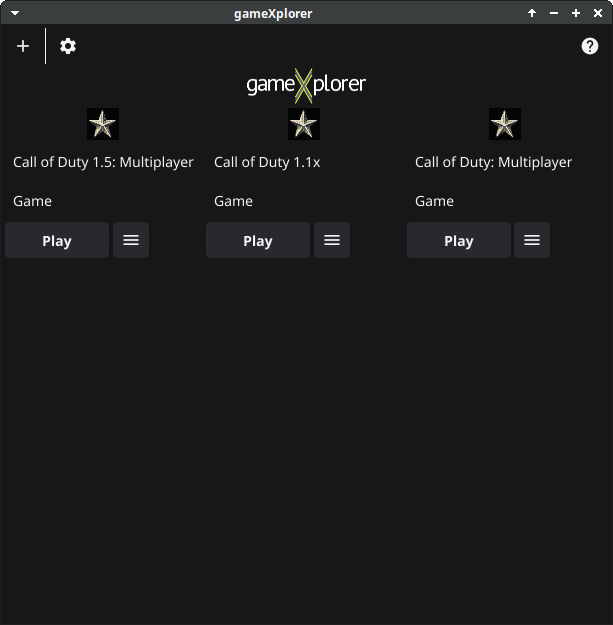 gameXplorer
gameXplorer
Call of Duty 1.5: Multiplayer
Game
Play
Call of Duty 1.1x
Game
Play
Call of Duty: Multiplayer
Game
Play